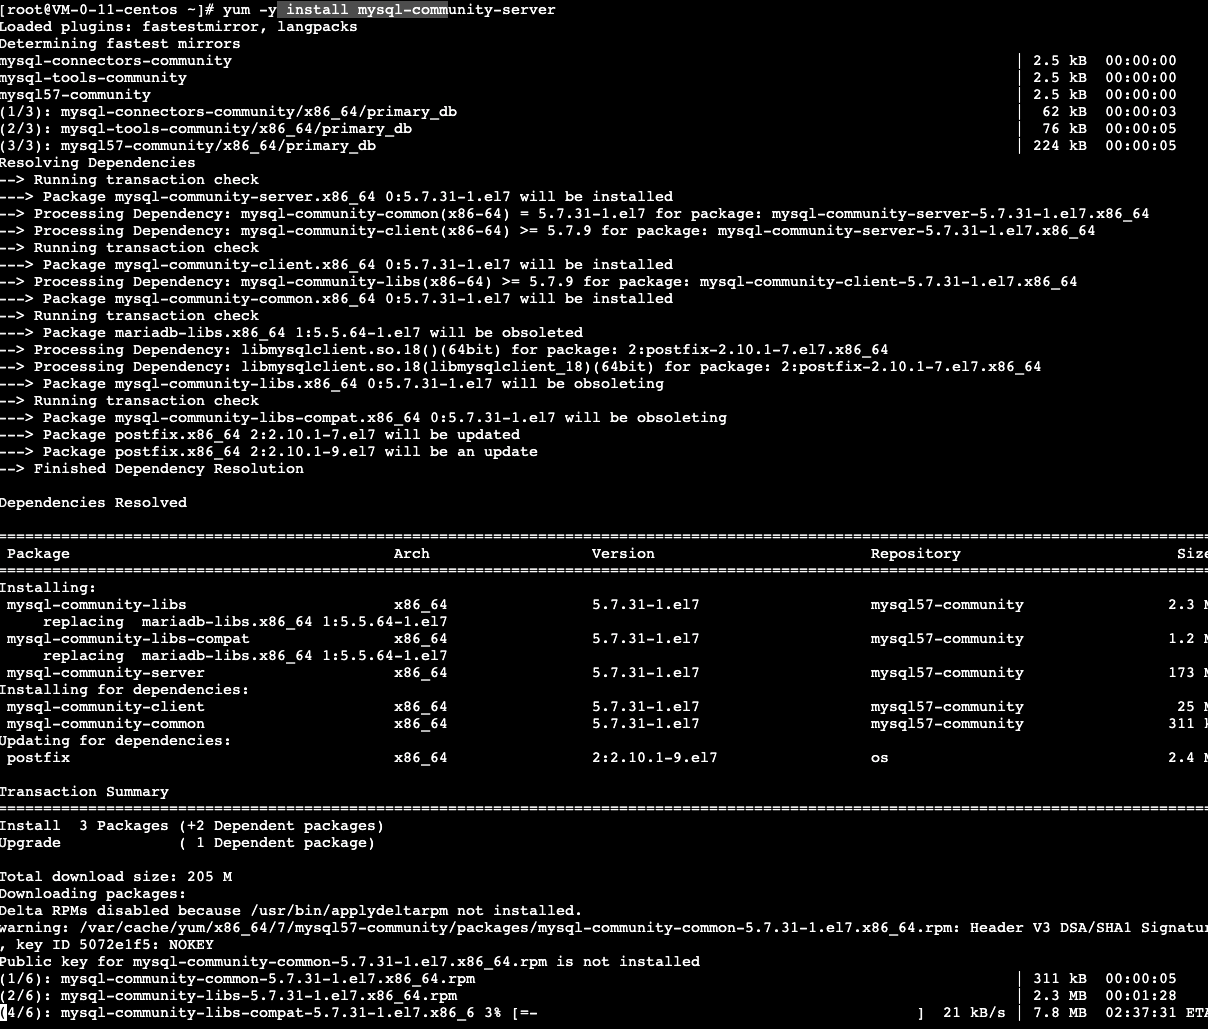 [root@VM-0-11-centos ~]# yum -y install mysql-community-server
Loaded plugins: fastestmirror, langpacks
Determining fastest mirrors
mysql-connectors-community | 2.5 kB 00:00:00
mysql-tools-community | 2.5 kB 00:00:00
mysql57-community | 2.5 kB 00:00:00
(1/3): mysql-connectors-community/x86_64/primary_db | 62 kB 00:00:03
(2/3): mysql-tools-community/x86_64/primary_db | 76 kB 00:00:05
(3/3): mysql57-community/x86_64/primary_db | 224 kB 00:00:05
Resolving Dependencies
--> Running transaction check
---> Package mysql-community-server.x86_64 0:5.7.31-1.el7 will be installed
--> Processing Dependency: mysql-community-common(x86-64) = 5.7.31-1.el7 for package: mysql-community-server-5.7.31-1.el7.x86_64
--> Processing Dependency: mysql-community-client(x86-64) >= 5.7.9 for package: mysql-community-server-5.7.31-1.el7.x86_64
--> Running transaction check
---> Package mysql-community-client.x86_64 0:5.7.31-1.el7 will be installed
--> Processing Dependency: mysql-community-libs(x86-64) >= 5.7.9 for package: mysql-community-client-5.7.31-1.el7.x86_64
---> Package mysql-community-common.x86_64 0:5.7.31-1.el7 will be installed
--> Running transaction check
---> Package mariadb-libs.x86_64 1:5.5.64-1.el7 will be obsoleted
--> Processing Dependency: libmysqlclient.so.18()(64bit) for package: 2:postfix-2.10.1-7.el7.x86_64
--> Processing Dependency: libmysqlclient.so.18(libmysqlclient_18)(64bit) for package: 2:postfix-2.10.1-7.el7.x86_64
---> Package mysql-community-libs.x86_64 0:5.7.31-1.el7 will be obsoleting
--> Running transaction check
---> Package mysql-community-libs-compat.x86_64 0:5.7.31-1.el7 will be obsoleting
---> Package postfix.x86_64 2:2.10.1-7.el7 will be updated
---> Package postfix.x86_64 2:2.10.1-9.el7 will be an update
--> Finished Dependency Resolution
Dependencies Resolved
Package Arch Version Repository Size
Installing:
mysql-community-libs x86_64 5.7.31-1.el7 mysql57-community 2.3 M
replacing mariadb-libs.x86_64 1:5.5.64-1.el7
mysql-community-libs-compat x86_64 5.7.31-1.el7 mysql57-community 1.2 M
replacing mariadb-libs.x86_64 1:5.5.64-1.el7
mysql-community-server x86_64 5.7.31-1.el7 mysql57-community 173 M
Installing for dependencies:
mysql-community-client x86_64 5.7.31-1.el7 mysql57-community 25 M
mysql-community-common x86_64 5.7.31-1.el7 mysql57-community 311 k
Updating for dependencies:
postfix x86_64 2:2.10.1-9.el7 os 2.4 M
Transaction Summary
Install 3 Packages (+2 Dependent packages)
Upgrade ( 1 Dependent package)
Total download size: 205 M
Downloading packages:
Delta RPMs disabled because /usr/bin/applydeltarpm not installed.
warning: /var/cache/yum/x86_64/7/mysql57-community/packages/mysql-community-common-5.7.31-1.el7.x86_64.rpm: Header V3 DSA/SHA1 Signatur
, key ID 5072e1f5: NOKEY
Public key for mysql-community-common-5.7.31-1.el7.x86_64.rpm is not installed
(1/6): mysql-community-common-5.7.31-1.el7.x86_64.rpm | 311 kB 00:00:05
(2/6): mysql-community-libs-5.7.31-1.el7.x86_64.rpm | 2.3 MB 00:01:28
(4/6): mysql-community-libs-compat-5.7.31-1.el7.x86_6 3% [=- ] 21 kB/s | 7.8 MB 02:37:31 ETA